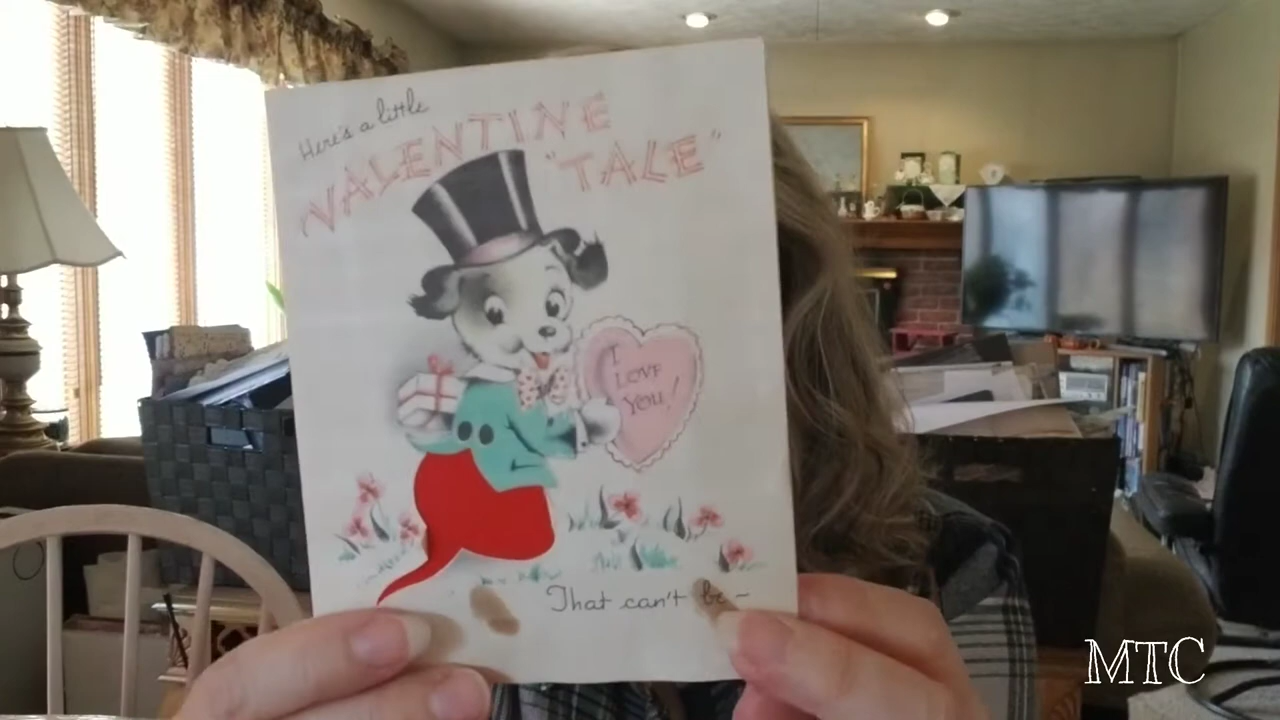 Here's a little
VALENTINE
"TALE"
I
LOVE
YOU!
That can't be -
MTC